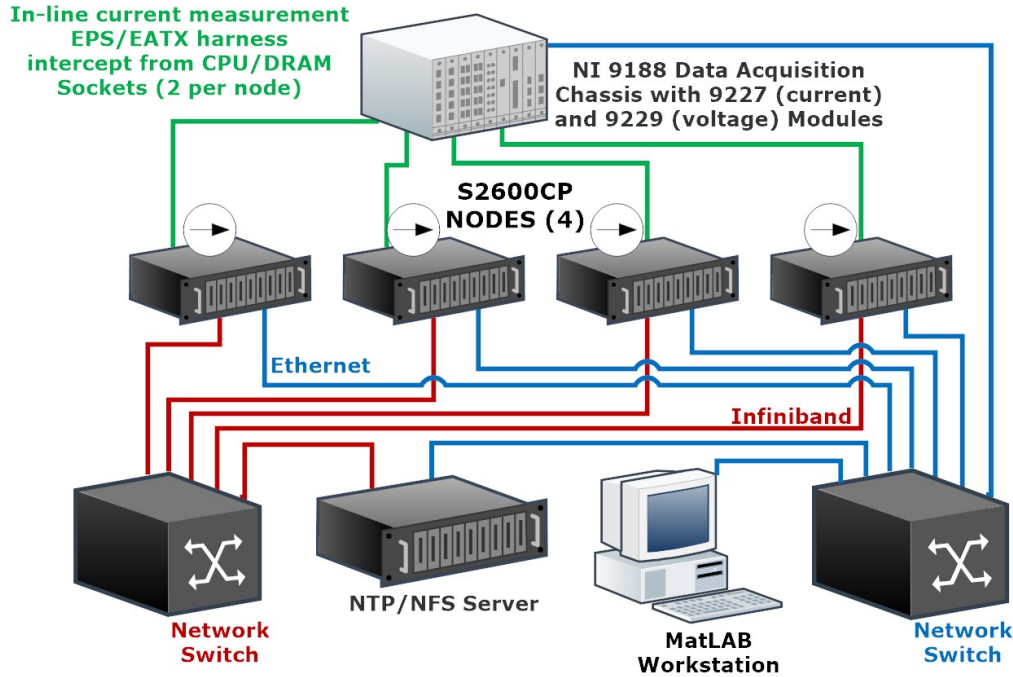 In-line current measurement
EPS/EATX harness
intercept from CPU/DRAM
Sockets (2 per node)
NI 9188 Data Acquisition
Chassis with 9227 (current)
and 9229 (voltage) Modules
S2600CP
NODES (4)
Ethernet
Infiniband
NTP/NFS Server
Network
Switch
MatLAB
Workstation
Network
Switch